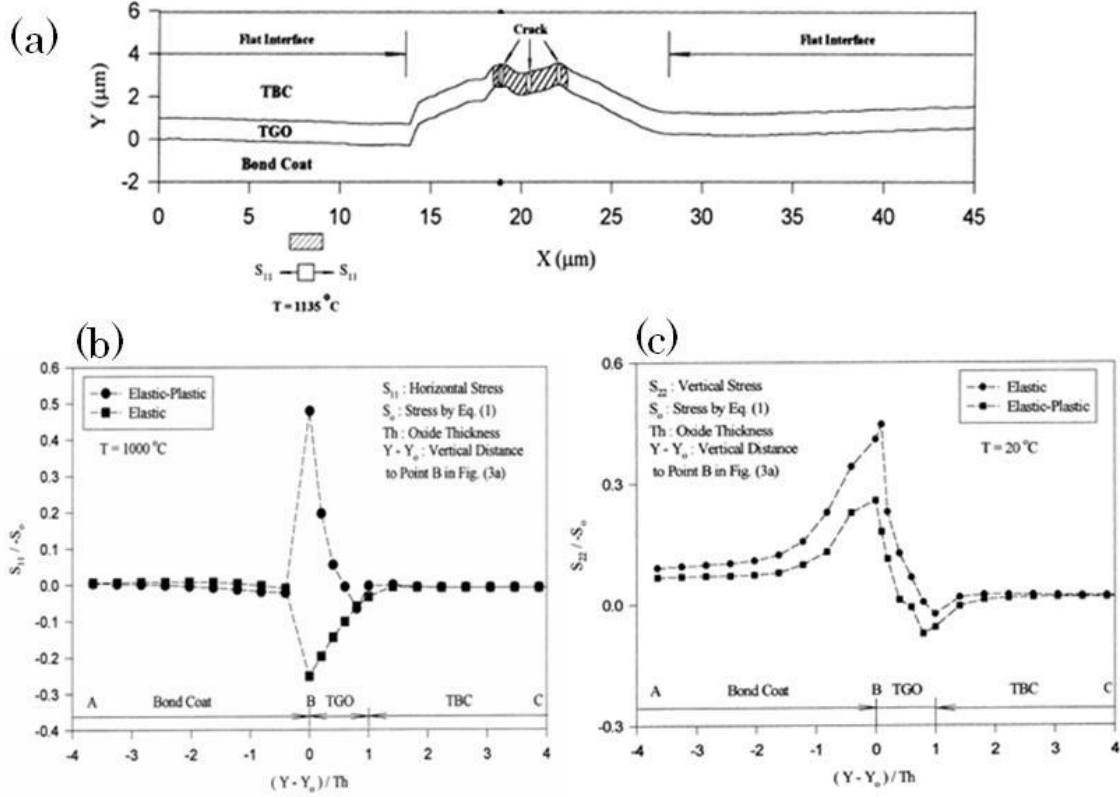 (a)
6
4
2
0
-2
Y (μm)
Flat Interface
Crack
Flat Interface
TBC
TGO
Bond Coat
0 5 10 15 20 25 30 35 40 45
X (μm)
S11 S11
T = 1135 °C
(b)
0.6
0.5
0.4
0.3
0.2
0.1
0.0
-0.1
-0.2
-0.3
-0.4
S11 / -So
Elastic-Plastic
Elastic
T = 1000 °C
S11 : Horizontal Stress
So : Stress by Eq. (1)
Th : Oxide Thickness
Y - Yo : Vertical Distance
to Point B in Fig. (3a)
A Bond Coat B TGO TBC C
-4 -3 -2 -1 0 1 2 3 4
( Y - Yo ) / Th
(c)
0.6
0.3
0.0
-0.3
S22 / -So
S22 : Vertical Stress
So : Stress by Eq. (1)
Th : Oxide Thickness
Y - Yo : Vertical Distance
to Point B in Fig. (3a)
Elastic
Elastic-Plastic
T = 20 °C
A Bond Coat B TGO TBC C
-4 -3 -2 -1 0 1 2 3 4
( Y - Yo ) / Th